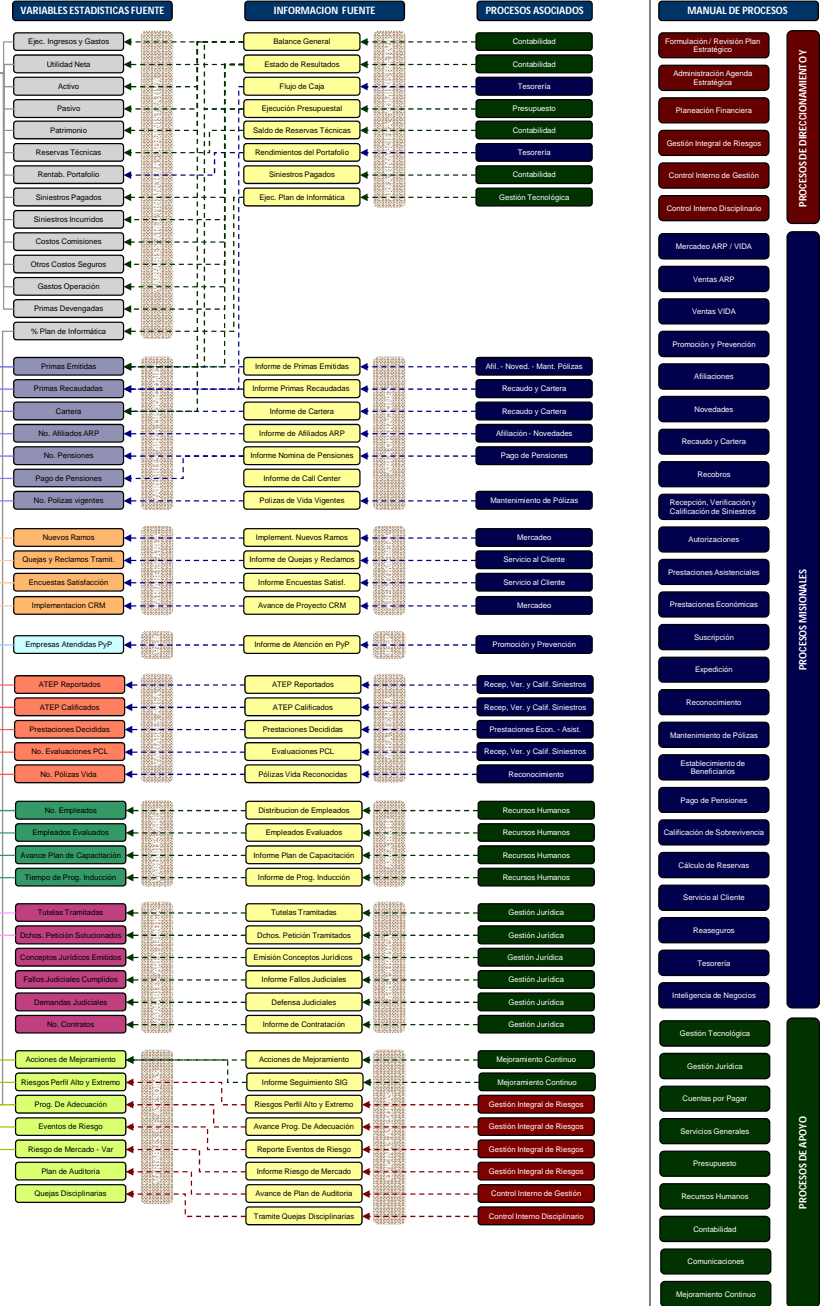 VARIABLES ESTADISTICAS FUENTE
INFORMACION FUENTE
PROCESOS ASOCIADOS
MANUAL DE PROCESOS
Ejec. Ingresos y Gastos
Balance General
Contabilidad
Utilidad Neta
Estado de Resultados
Contabilidad
Activo
Flujo de Caja
Tesorería
Pasivo
Ejecución Presupuestal
Presupuesto
Patrimonio
Saldo de Reservas Técnicas
Contabilidad
Reservas Técnicas
Rendimientos del Portafolio
Tesorería
Rentab. Portafolio
Siniestros Pagados
Contabilidad
Siniestros Pagados
Ejec. Plan de Informática
Gestión Tecnológica
Siniestros Incurridos
Costos Comisiones
Otros Costos Seguros
Gastos Operación
Primas Devengadas
% Plan de Informática
Primas Emitidas
Informe de Primas Emitidas
Afil. - Noved. - Mant. Pólizas
Primas Recaudadas
Informe Primas Recaudadas
Recaudo y Cartera
Cartera
Informe de Cartera
Recaudo y Cartera
No. Afiliados ARP
Informe de Afiliados ARP
Afiliación - Novedades
No. Pensiones
Informe Nomina de Pensiones
Pago de Pensiones
Pago de Pensiones
Informe de Call Center
No. Polizas vigentes
Polizas de Vida Vigentes
Mantenimiento de Pólizas
Nuevos Ramos
Implement. Nuevos Ramos
Mercadeo
Quejas y Reclamos Tramit.
Informe de Quejas y Reclamos
Servicio al Cliente
Encuestas Satisfacción
Informe Encuestas Satisf.
Servicio al Cliente
Implementacion CRM
Avance de Proyecto CRM
Mercadeo
Empresas Atendidas PyP
Informe de Atención en PyP
Promoción y Prevención
ATEP Reportados
ATEP Reportados
Recep, Ver. y Calif. Siniestros
ATEP Calificados
ATEP Calificados
Recep, Ver. y Calif. Siniestros
Prestaciones Decididas
Prestaciones Decididas
Prestaciones Econ. - Asist.
No. Evaluaciones PCL
Evaluaciones PCL
Recep, Ver. y Calif. Siniestros
No. Pólizas Vida
Pólizas Vida Reconocidas
Reconocimiento
No. Empleados
Distribucion de Empleados
Recursos Humanos
Empleados Evaluados
Empleados Evaluados
Recursos Humanos
Avance Plan de Capacitación
Informe Plan de Capacitación
Recursos Humanos
Tiempo de Prog. Inducción
Informe de Prog. Inducción
Recursos Humanos
Tutelas Tramitadas
Tutelas Tramitadas
Gestión Jurídica
Dchos. Petición Solucionados
Dchos. Petición Tramitados
Gestión Jurídica
Conceptos Jurídicos Emitidos
Emisión Conceptos Jurídicos
Gestión Jurídica
Fallos Judiciales Cumplidos
Informe Fallos Judiciales
Gestión Jurídica
Demandas Judiciales
Defensa Judiciales
Gestión Jurídica
No. Contratos
Informe de Contratación
Gestión Jurídica
Acciones de Mejoramiento
Acciones de Mejoramiento
Mejoramiento Continuo
Riesgos Perfil Alto y Extremo
Informe Seguimiento SIG
Mejoramiento Continuo
Prog. De Adecuación
Riesgos Perfil Alto y Extremo
Gestión Integral de Riesgos
Eventos de Riesgo
Avance Prog. De Adecuación
Gestión Integral de Riesgos
Riesgo de Mercado - Var
Reporte Eventos de Riesgo
Gestión Integral de Riesgos
Plan de Auditoria
Informe Riesgo de Mercado
Gestión Integral de Riesgos
Quejas Disciplinarias
Avance de Plan de Auditoria
Control Interno de Gestión
Tramite Quejas Disciplinarias
Control Interno Disciplinario
Formulación / Revisión Plan
Estratégico
Administración Agenda
Estratégica
Planeación Financiera
Gestión Integral de Riesgos
Control Interno de Gestión
Control Interno Disciplinario
PROCESOS DE DIRECCIONAMIENTO Y
Mercadeo ARP / VIDA
Ventas ARP
Ventas VIDA
Promoción y Prevención
Afiliaciones
Novedades
Recaudo y Cartera
Recobros
Recepción, Verificación y
Calificación de Siniestros
Autorizaciones
Prestaciones Asistenciales
Prestaciones Económicas
Suscripción
Expedición
Reconocimiento
Mantenimiento de Pólizas
Establecimiento de
Beneficiarios
Pago de Pensiones
Calificación de Sobrevivencia
Cálculo de Reservas
Servicio al Cliente
Reaseguros
Tesorería
Inteligencia de Negocios
PROCESOS MISIONALES
Gestión Tecnológica
Gestión Jurídica
Cuentas por Pagar
Servicios Generales
Presupuesto
Recursos Humanos
Contabilidad
Comunicaciones
Mejoramiento Continuo
PROCESOS DE APOYO